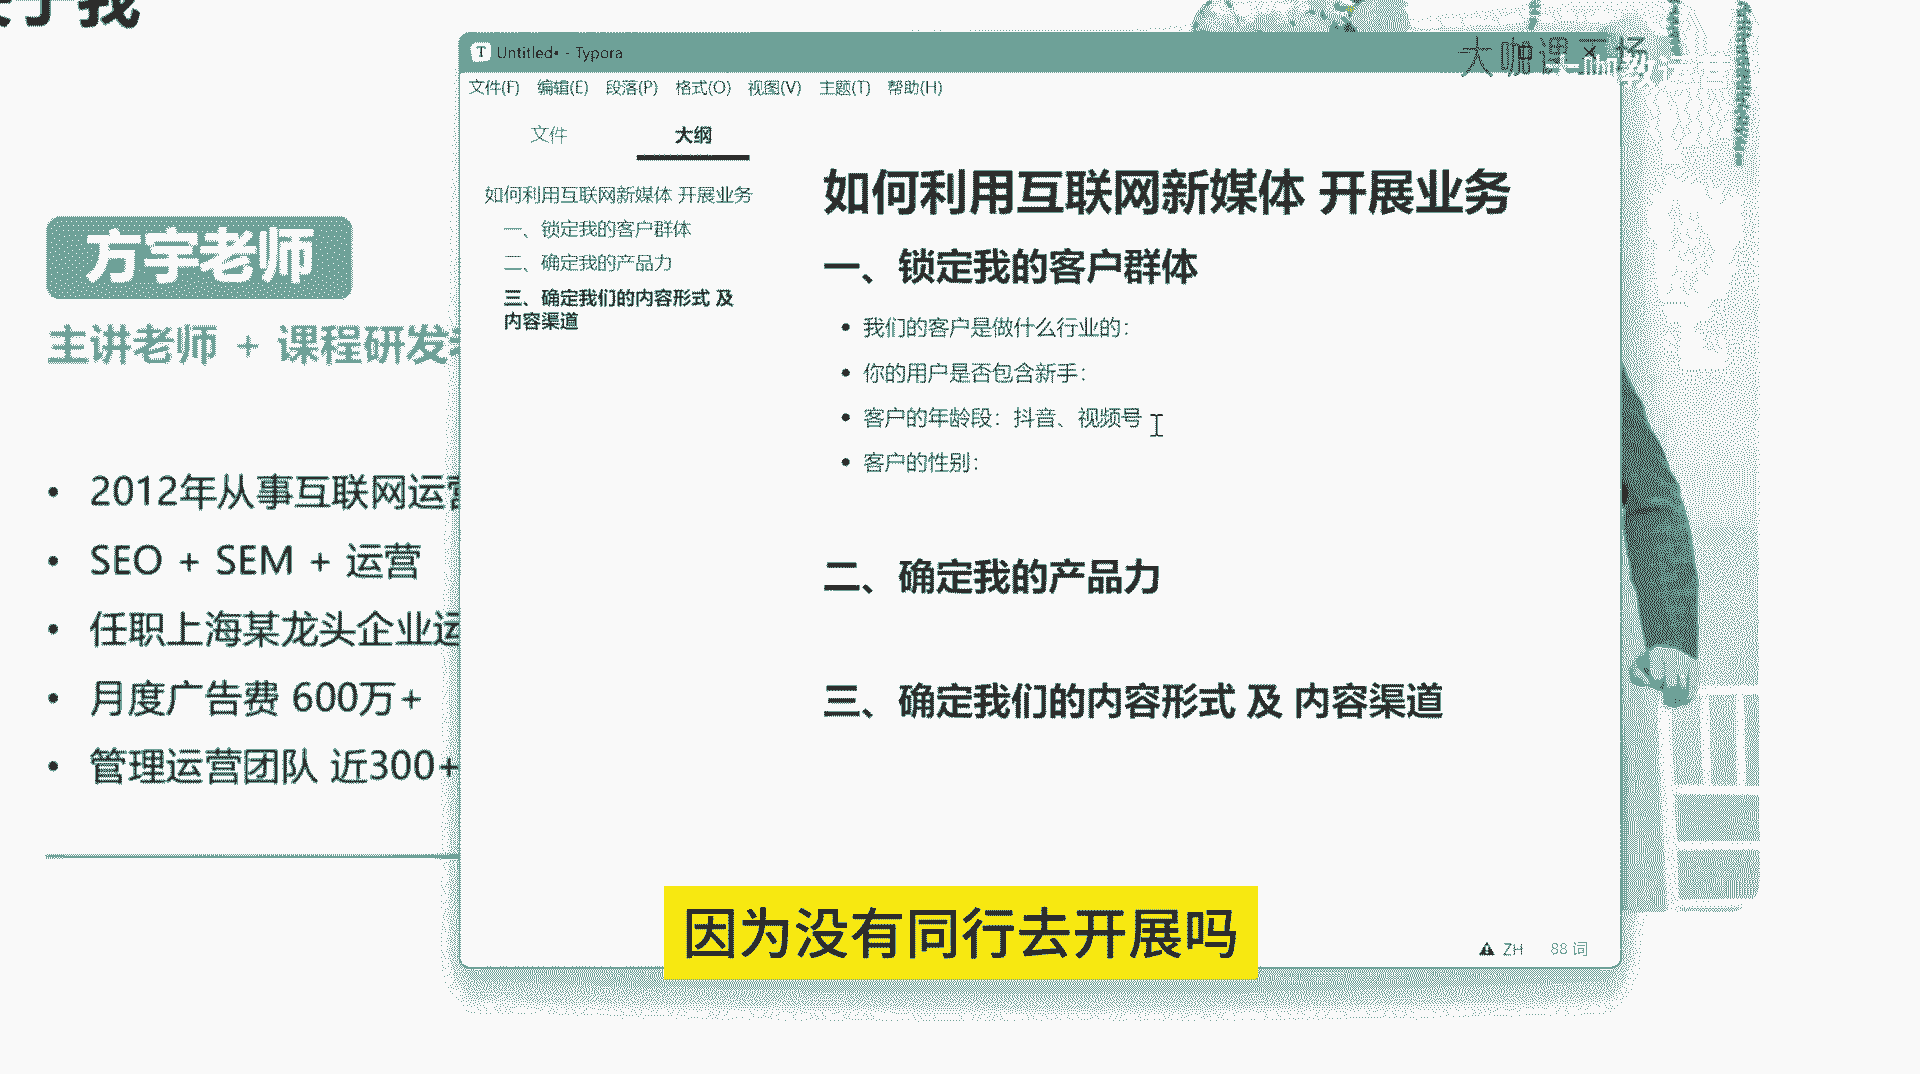 于我
方宇老师
主讲老师 + 课程研发
• 2012年从事互联网运营
• SEO + SEM + 运营
• 任职上海某龙头企业运
• 月度广告费 600万+
• 管理运营团队 近300+
Untitled• - Typora
大咖课
文件(F) 编辑(E) 段落(P) 格式(O) 视图(V) 主题(T) 帮助(H)
文件 大纲
如何利用互联网新媒体 开展业务
一、锁定我的客户群体
二、确定我的产品力
三、确定我们的内容形式 及
内容渠道
如何利用互联网新媒体 开展业务
一、锁定我的客户群体
• 我们的客户是做什么行业的：
• 你的用户是否包含新手：
• 客户的年龄段：抖音、视频号
• 客户的性别：
二、确定我的产品力
三、确定我们的内容形式 及 内容渠道
ZH 88 词
因为没有同行去开展吗